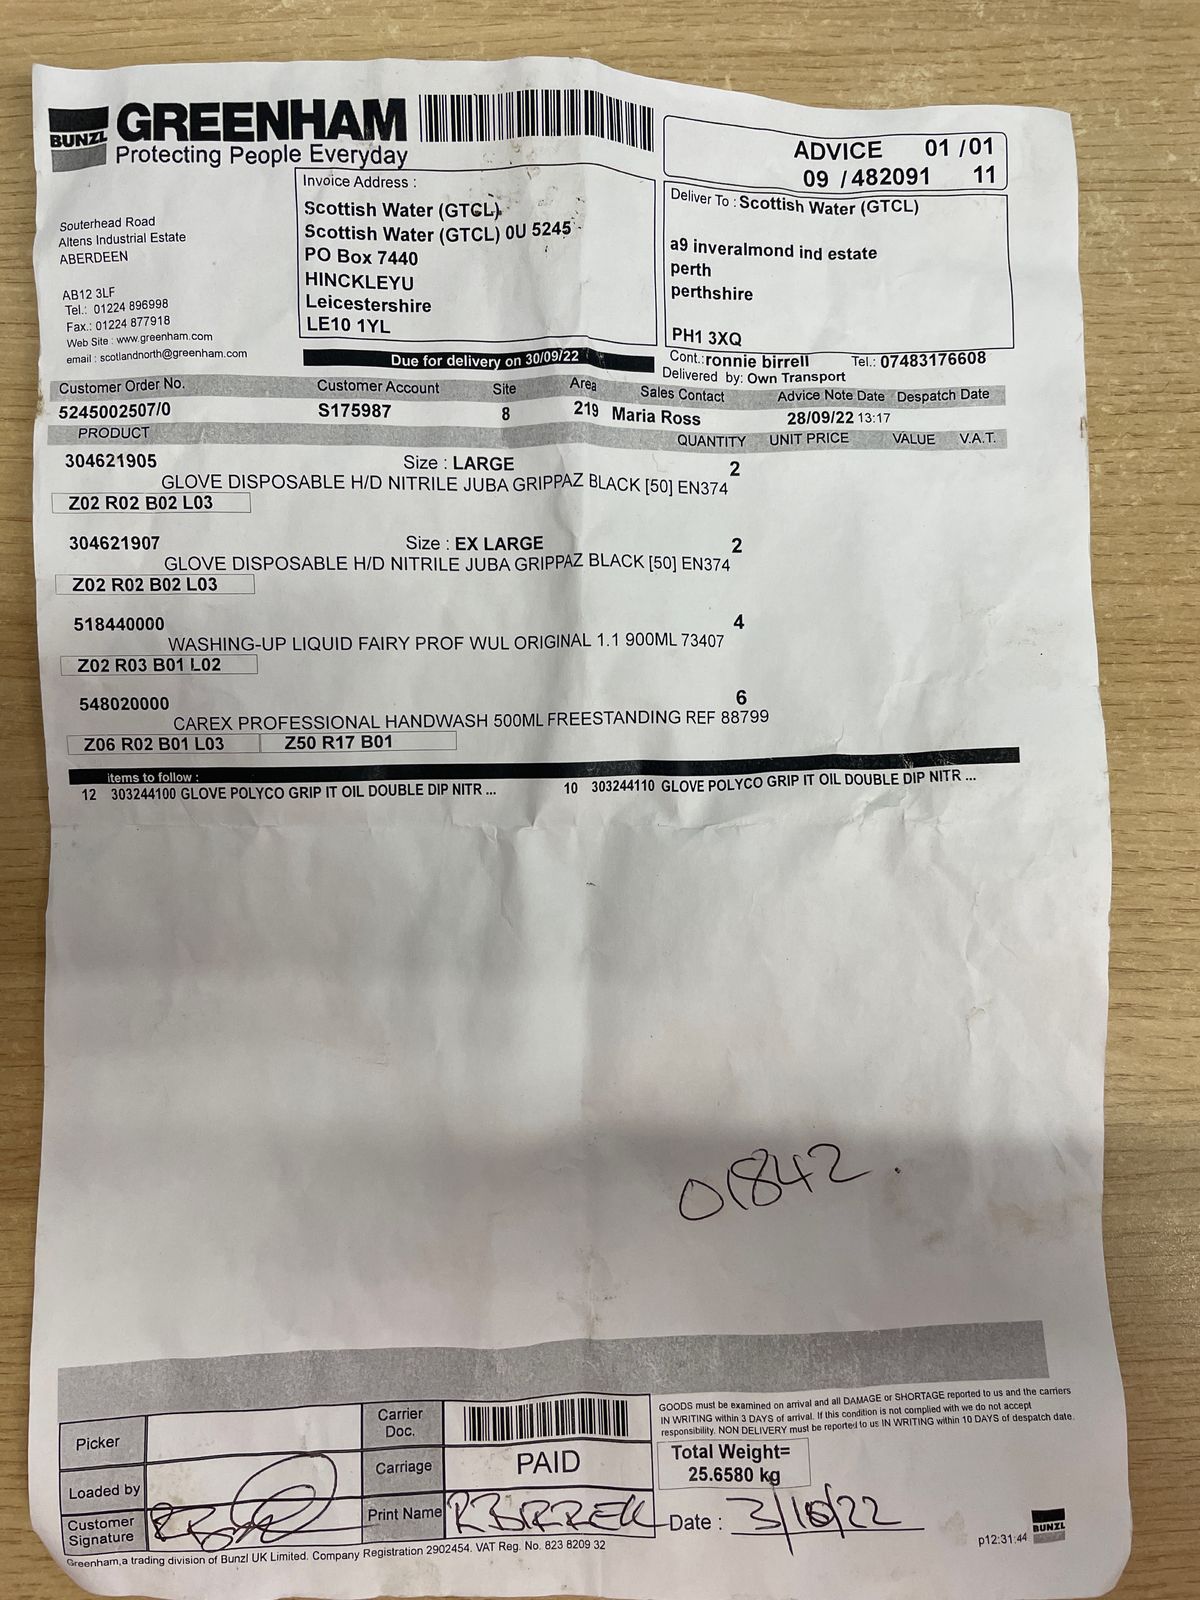 BUNZL GREENHAM
Protecting People Everyday
ADVICE 01 /01
09 /482091 11
Souterhead Road
Altens Industrial Estate
ABERDEEN
AB12 3LF
Tel.: 01224 896998
Fax.: 01224 877918
Web Site : www.greenham.com
email : scotlandnorth@greenham.com
Invoice Address :
Scottish Water (GTCL)
Scottish Water (GTCL) 0U 5245
PO Box 7440
HINCKLEYU
Leicestershire
LE10 1YL
Deliver To : Scottish Water (GTCL)
a9 inveralmond ind estate
perth
perthshire
PH1 3XQ
Due for delivery on 30/09/22
Cont.: ronnie birrell Tel.: 07483176608
Delivered by: Own Transport
Customer Order No. Customer Account Site Area Sales Contact Advice Note Date Despatch Date
5245002507/0 S175987 8 219 Maria Ross 28/09/22 13:17
PRODUCT QUANTITY UNIT PRICE VALUE V.A.T.
304621905 Size : LARGE 2
GLOVE DISPOSABLE H/D NITRILE JUBA GRIPPAZ BLACK [50] EN374
Z02 R02 B02 L03
304621907 Size : EX LARGE 2
GLOVE DISPOSABLE H/D NITRILE JUBA GRIPPAZ BLACK [50] EN374
Z02 R02 B02 L03
518440000 4
WASHING-UP LIQUID FAIRY PROF WUL ORIGINAL 1.1 900ML 73407
Z02 R03 B01 L02
548020000 6
CAREX PROFESSIONAL HANDWASH 500ML FREESTANDING REF 88799
Z06 R02 B01 L03 Z50 R17 B01
items to follow :
12 303244100 GLOVE POLYCO GRIP IT OIL DOUBLE DIP NITR ... 10 303244110 GLOVE POLYCO GRIP IT OIL DOUBLE DIP NITR ...
01842 .
GOODS must be examined on arrival and all DAMAGE or SHORTAGE reported to us and the carriers
IN WRITING within 3 DAYS of arrival. If this condition is not complied with we do not accept
responsibility. NON DELIVERY must be reported to us IN WRITING within 10 DAYS of despatch date.
Picker
Carrier Doc.
Loaded by
Carriage PAID
Total Weight=
25.6580 kg
Customer Signature
Print Name R BIRRELL
Date : 3/10/22
BUNZL
p12:31:44
Greenham,a trading division of Bunzl UK Limited. Company Registration 2902454. VAT Reg. No. 823 8209 32